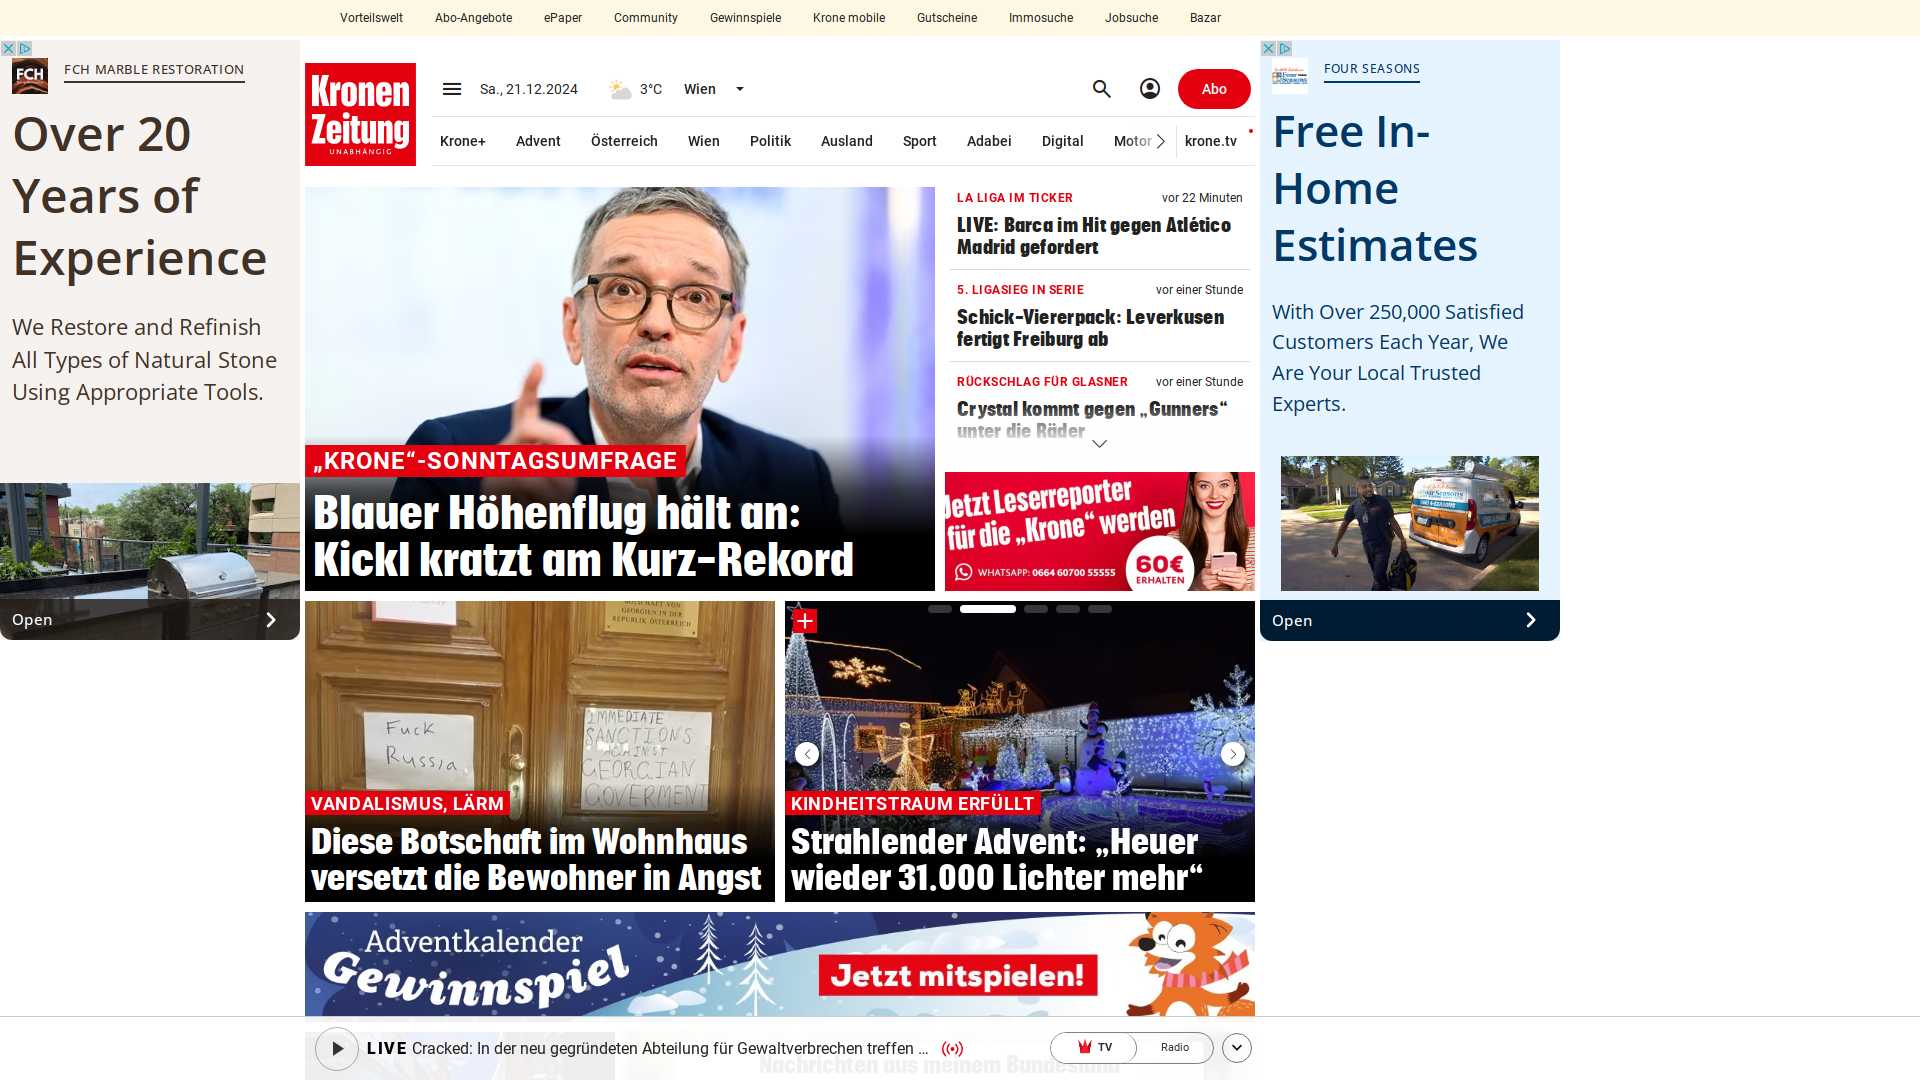 Vorteilswelt Abo-Angebote ePaper Community Gewinnspiele Krone mobile Gutscheine Immosuche Jobsuche Bazar
FCH
FCH MARBLE RESTORATION
Over 20
Years of
Experience
We Restore and Refinish
All Types of Natural Stone
Using Appropriate Tools.
Open
Kronen
Zeitung
UNABHÄNGIG
Sa., 21.12.2024 3°C Wien
Abo
Krone+ Advent Österreich Wien Politik Ausland Sport Adabei Digital Motor krone.tv
„KRONE“-SONNTAGSUMFRAGE
Blauer Höhenflug hält an:
Kickl kratzt am Kurz-Rekord
LA LIGA IM TICKER vor 22 Minuten
LIVE: Barca im Hit gegen Atlético
Madrid gefordert
5. LIGASIEG IN SERIE vor einer Stunde
Schick-Viererpack: Leverkusen
fertigt Freiburg ab
RÜCKSCHLAG FÜR GLASNER vor einer Stunde
Crystal kommt gegen „Gunners“
unter die Räder
Jetzt Leserreporter
für die „Krone“ werden
WHATSAPP: 0664 60700 55555
60€
ERHALTEN
GEORGIEN IN DER
REPUBLIK ÖSTERREICH
Fuck
Russia
IMMEDIATE
SANCTIONS
AGAINST
GEORGIAN
GOVERMENT
VANDALISMUS, LÄRM
Diese Botschaft im Wohnhaus
versetzt die Bewohner in Angst
KINDHEITSTRAUM ERFÜLLT
Strahlender Advent: „Heuer
wieder 31.000 Lichter mehr“
Adventkalender
Gewinnspiel
Jetzt mitspielen!
LIVE Cracked: In der neu gegründeten Abteilung für Gewaltverbrechen treffen ...
TV Radio
Nachrichten aus meinem Bundesland
FOUR SEASONS
Free In-
Home
Estimates
With Over 250,000 Satisfied
Customers Each Year, We
Are Your Local Trusted
Experts.
Open